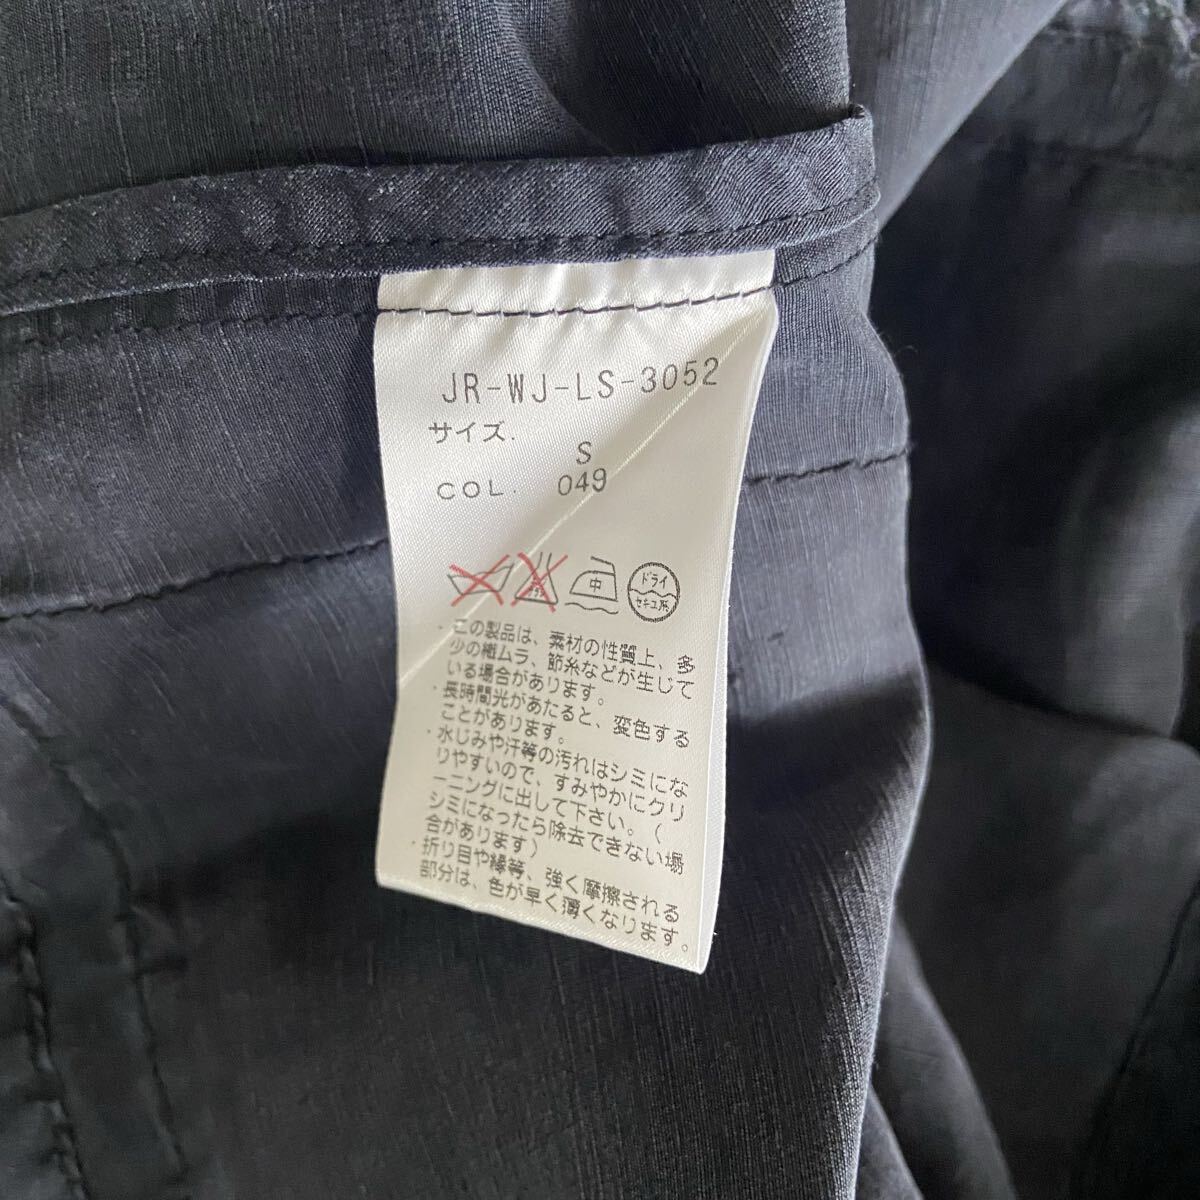 JR-WJ-LS-3052
サイズ.
S
COL. 049
中
ドライ
セキユ系
・この製品は、素材の性質上、多
少の織ムラ、節糸などが生じて
いる場合があります。
・長時間光があたると、変色する
ことがあります。
・水じみや汗等の汚れはシミにな
りやすいので、すみやかにクリ
ーニングに出して下さい。(
シミになったら除去できない場
合があります)
・折り目や縁等、強く摩擦される
部分は、色が早く薄くなります。